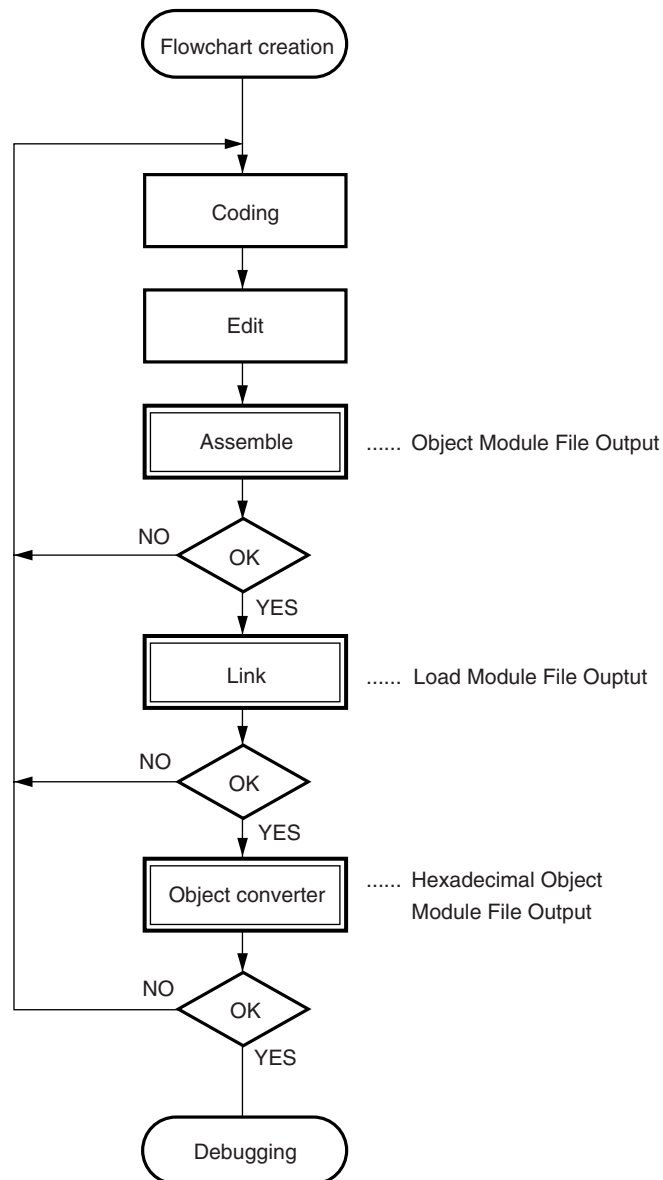 Flowchart creation
Coding
Edit
Assemble
...... Object Module File Output
NO
OK
YES
Link
...... Load Module File Ouptut
NO
OK
YES
Object converter
...... Hexadecimal Object
Module File Output
NO
OK
YES
Debugging